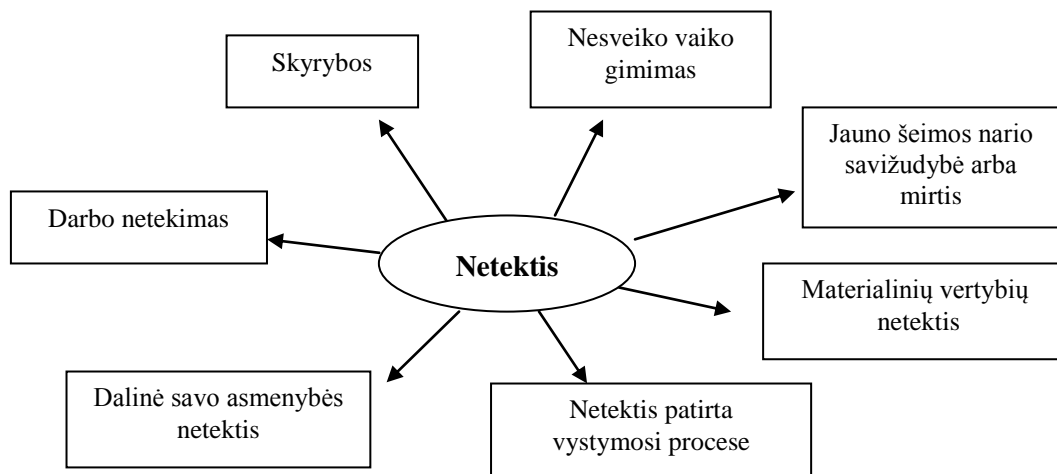 Skyrybos
Nesveiko vaiko
gimimas
Jauno šeimos nario
savižudybė arba
mirtis
Darbo netekimas
Netektis
Materialinių vertybių
netektis
Dalinė savo asmenybės
netektis
Netektis patirta
vystymosi procese